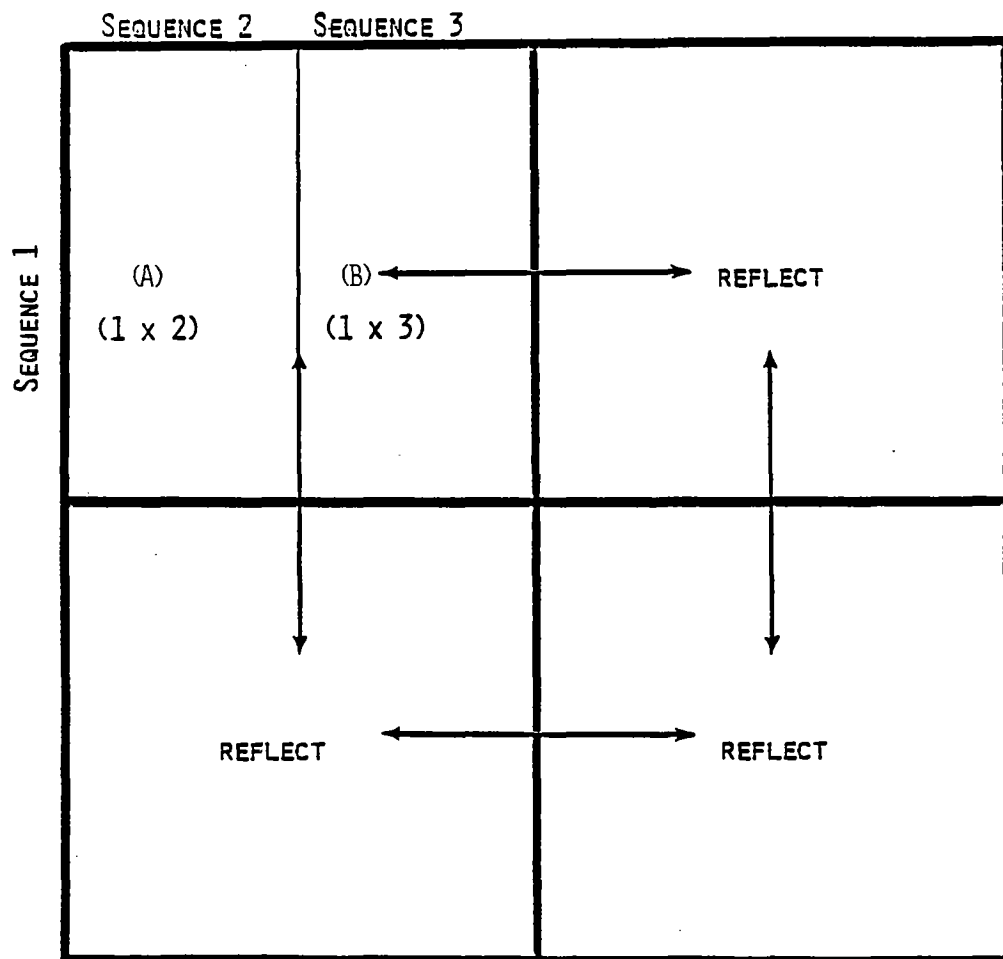 SEQUENCE 2 SEQUENCE 3
SEQUENCE 1
(A) (B) REFLECT
(1 x 2) (1 x 3)
REFLECT REFLECT